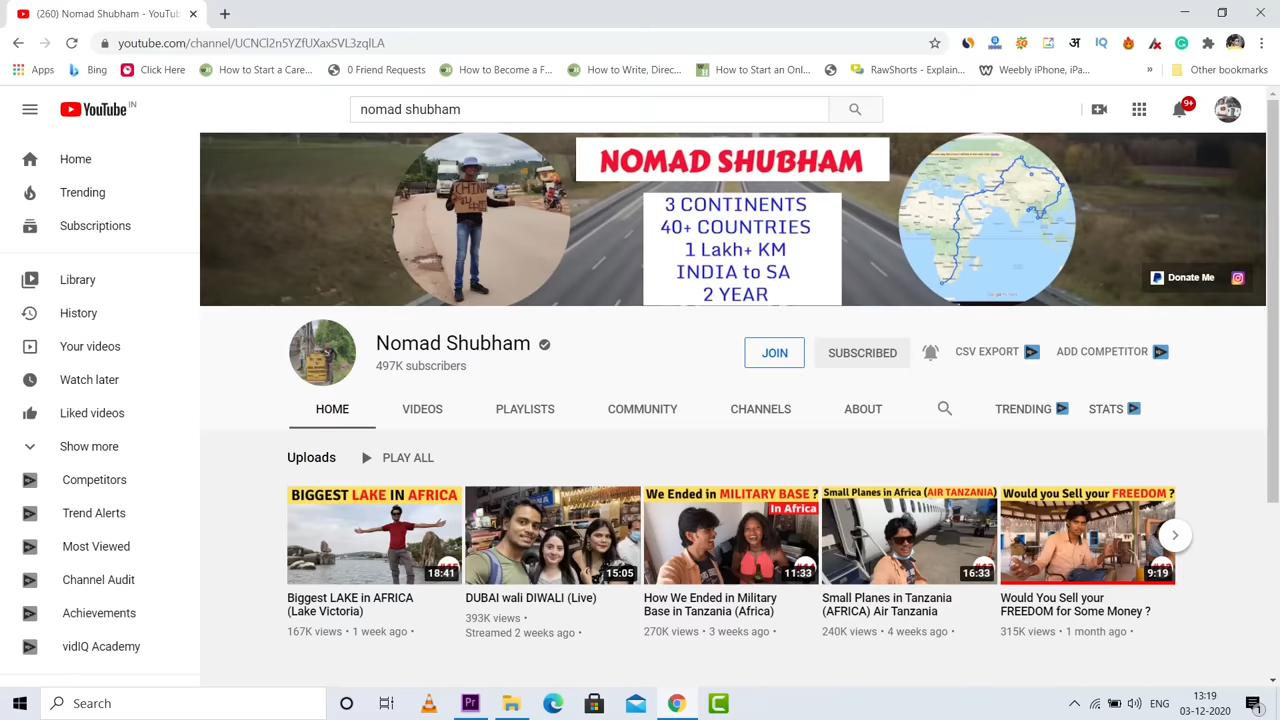 (260) Nomad Shubham - YouTub
youtube.com/channel/UCNCl2n5YZfUXaxSVL3zqlLA
Apps
Bing
Click Here
How to Start a Care...
0 Friend Requests
How to Become a F...
How to Write, Direc...
How to Start an Onl...
RawShorts - Explain...
Weebly iPhone, iPa...
»
Other bookmarks
YouTube IN
nomad shubham
9+
Home
Trending
Subscriptions
Library
History
Your videos
Watch later
Liked videos
Show more
Competitors
Trend Alerts
Most Viewed
Channel Audit
Achievements
vidIQ Academy
NOMAD SHUBHAM
3 CONTINENTS
40+ COUNTRIES
1 Lakh+ KM
INDIA to SA
2 YEAR
Donate Me
Nomad Shubham
497K subscribers
JOIN
SUBSCRIBED
CSV EXPORT
ADD COMPETITOR
HOME
VIDEOS
PLAYLISTS
COMMUNITY
CHANNELS
ABOUT
TRENDING
STATS
Uploads
PLAY ALL
BIGGEST LAKE IN AFRICA
18:41
Biggest LAKE in AFRICA
(Lake Victoria)
167K views • 1 week ago •
15:05
DUBAI wali DIWALI (Live)
393K views •
Streamed 2 weeks ago •
We Ended in MILITARY BASE ?
In Africa
11:33
How We Ended in Military
Base in Tanzania (Africa)
270K views • 3 weeks ago •
Small Planes in Africa (AIR TANZANIA)
16:33
Small Planes in Tanzania
(AFRICA) Air Tanzania
240K views • 4 weeks ago •
Would you Sell your FREEDOM ?
9:19
Would You Sell your
FREEDOM for Some Money ?
315K views • 1 month ago •
Search
ENG
13:19
03-12-2020
1